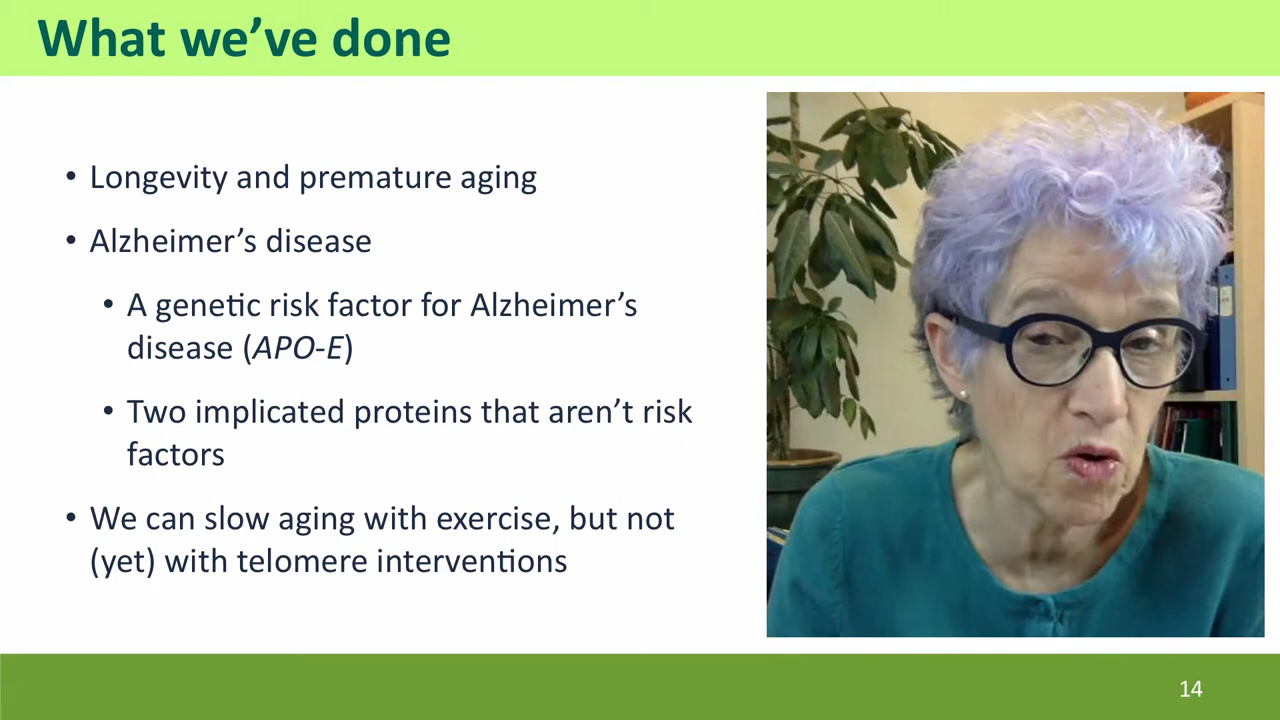 What we’ve done
• Longevity and premature aging
• Alzheimer’s disease
• A genetic risk factor for Alzheimer’s
disease (APO-E)
• Two implicated proteins that aren’t risk
factors
• We can slow aging with exercise, but not
(yet) with telomere interventions
14